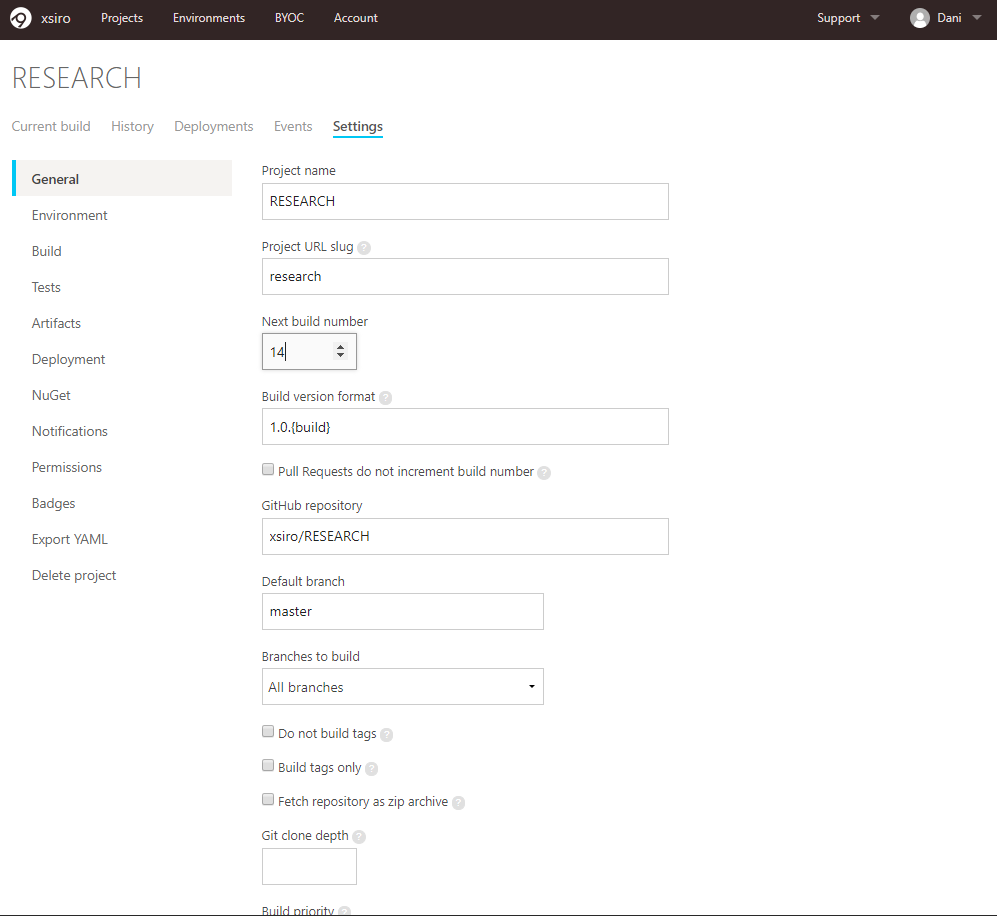 xsiro Projects Environments BYOC Account Support Dani
RESEARCH
Current build History Deployments Events Settings
General
Environment
Build
Tests
Artifacts
Deployment
NuGet
Notifications
Permissions
Badges
Export YAML
Delete project
Project name
RESEARCH
Project URL slug ?
research
Next build number
14
Build version format ?
1.0.{build}
Pull Requests do not increment build number ?
GitHub repository
xsiro/RESEARCH
Default branch
master
Branches to build
All branches
Do not build tags ?
Build tags only ?
Fetch repository as zip archive ?
Git clone depth ?
Build priority ?